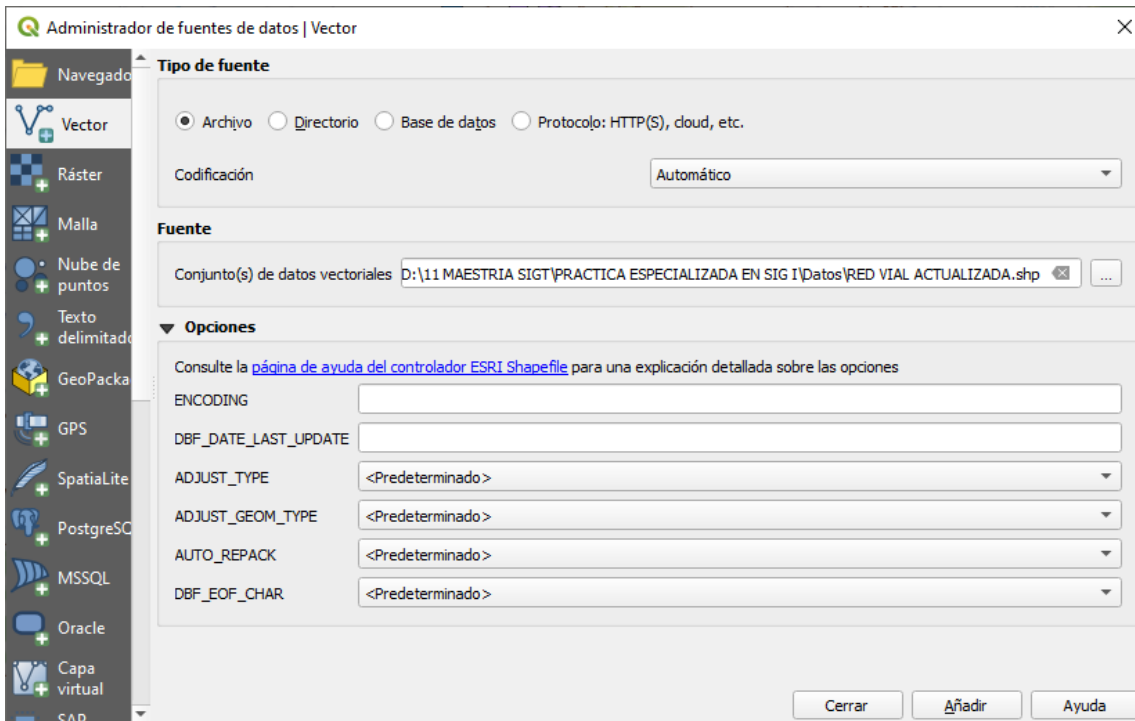 Administrador de fuentes de datos | Vector
Navegado
Vector
Ráster
Malla
Nube de
puntos
Texto
delimitado
GeoPacka
GPS
SpatiaLite
PostgreSC
MSSQL
Oracle
Capa
virtual
SAP
Tipo de fuente
Archivo
Directorio
Base de datos
Protocolo: HTTP(S), cloud, etc.
Codificación
Automático
Fuente
Conjunto(s) de datos vectoriales
D:\11 MAESTRIA SIGT\PRACTICA ESPECIALIZADA EN SIG I\Datos\RED VIAL ACTUALIZADA.shp
...
Opciones
Consulte la página de ayuda del controlador ESRI Shapefile para una explicación detallada sobre las opciones
ENCODING
DBF_DATE_LAST_UPDATE
ADJUST_TYPE
<Predeterminado>
ADJUST_GEOM_TYPE
<Predeterminado>
AUTO_REPACK
<Predeterminado>
DBF_EOF_CHAR
<Predeterminado>
Cerrar
Añadir
Ayuda